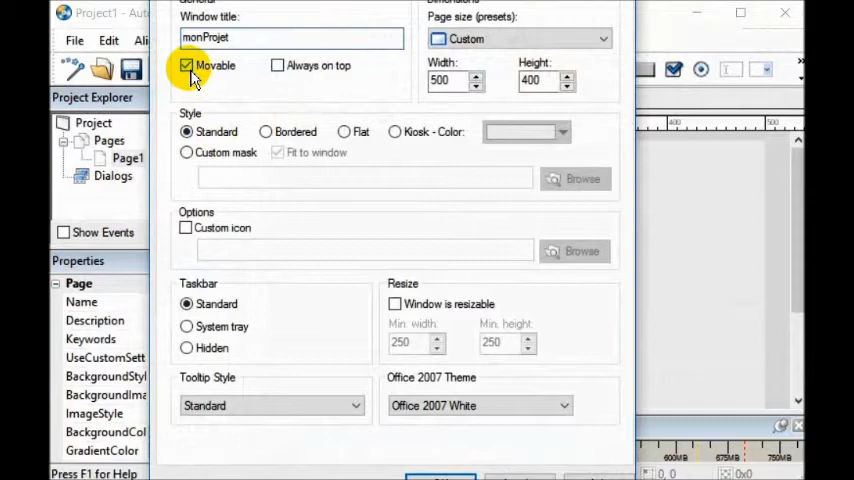 Project1 - Auto
File Edit Ali
Project Explorer
Project
Pages
Page1
Dialogs
Show Events
Properties
Page
Name
Description
Keywords
UseCustomSett
BackgroundStyl
BackgroundIma
ImageStyle
BackgroundCol
GradientColor
Press F1 for Help
General
Window title:
monProjet
Movable Always on top
Dimensions
Page size (presets):
Custom
Width: Height:
500 400
Style
Standard Bordered Flat Kiosk - Color:
Custom mask Fit to window
Browse
Options
Custom icon
Browse
Taskbar
Standard
System tray
Hidden
Resize
Window is resizable
Min. width: Min. height:
250 250
Tooltip Style
Standard
Office 2007 Theme
Office 2007 White
400 500
600MB 675MB 750MB
0, 0 0x0